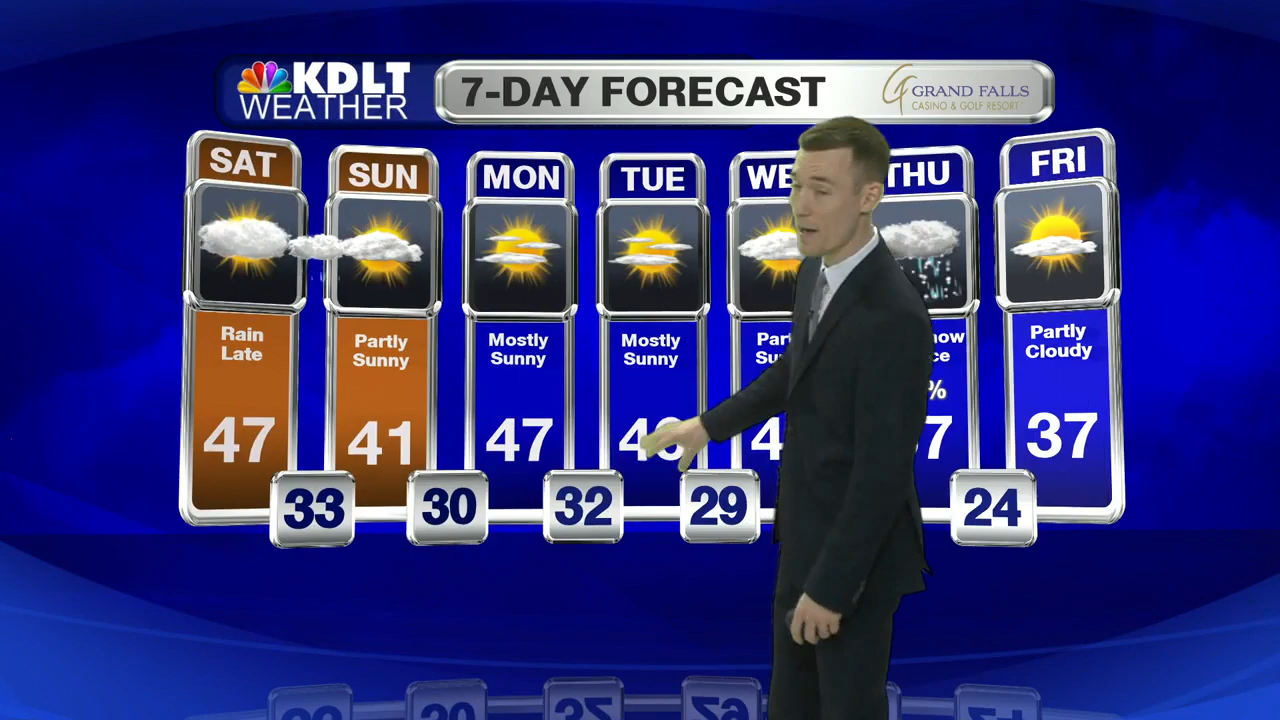 KDLT
WEATHER
7-DAY FORECAST
GRAND FALLS
CASINO & GOLF RESORT
SAT
SUN
MON
TUE
THU
FRI
Rain
Late
Partly
Sunny
Mostly
Sunny
Mostly
Sunny
Partly
Cloudy
%
47
41
47
37
33
30
32
29
24